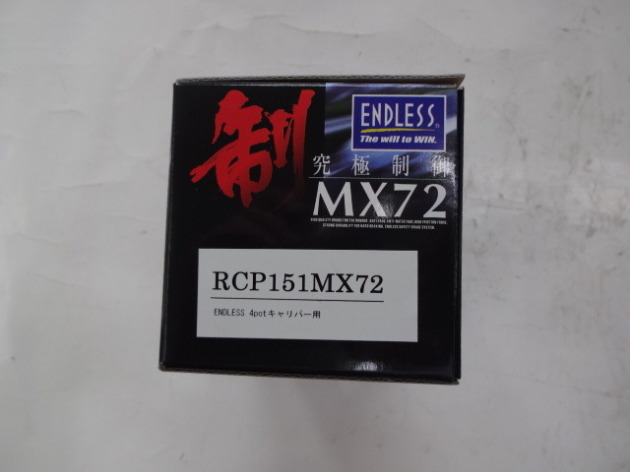 制
ENDLESS
The will to WIN.
究極制御
MX72
RCP151MX72
ENDLESS 4potキャリパー用